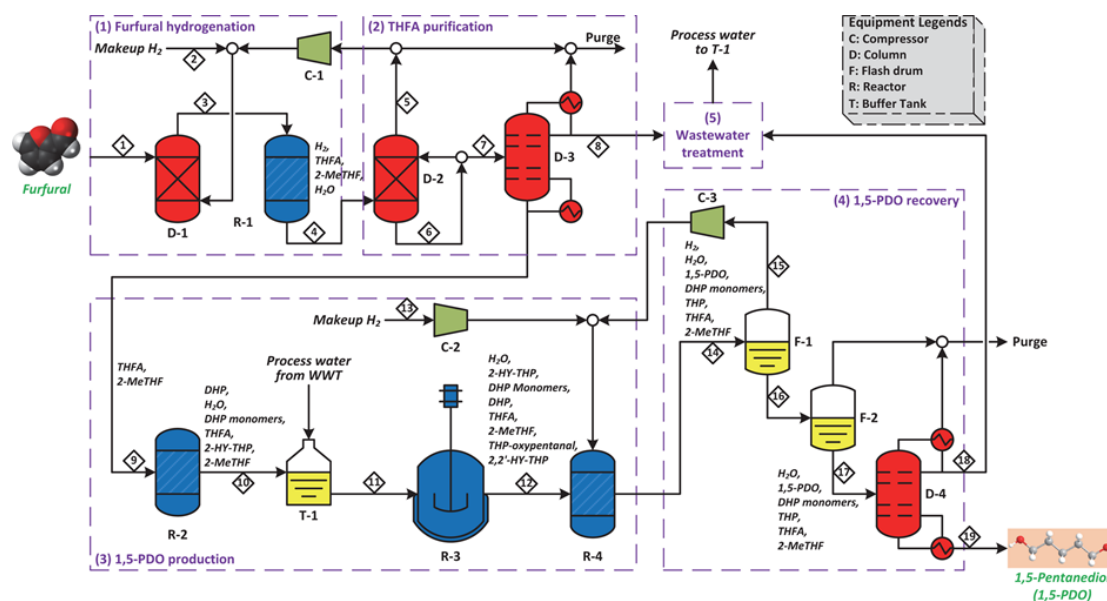 (1) Furfural hydrogenation
Makeup H₂
2
C-1
3
1
Furfural
D-1
R-1
H₂,
THFA,
2-MeTHF,
H₂O
4
(2) THFA purification
5
D-2
6
7
D-3
8
Purge
Process water
to T-1
(5)
Wastewater
treatment
Equipment Legends
C: Compressor
D: Column
F: Flash drum
R: Reactor
T: Buffer Tank
(3) 1,5-PDO production
THFA,
2-MeTHF
9
R-2
DHP,
H₂O,
DHP monomers,
THFA,
2-HY-THP,
2-MeTHF
10
Process water
from WWT
T-1
11
Makeup H₂
13
C-2
R-3
12
H₂O,
2-HY-THP,
DHP Monomers,
DHP,
THFA,
2-MeTHF,
THP-oxypentanal,
2,2'-HY-THP
R-4
(4) 1,5-PDO recovery
C-3
H₂,
H₂O,
1,5-PDO,
DHP monomers,
THP,
THFA,
2-MeTHF
14
15
F-1
16
F-2
Purge
17
H₂O,
1,5-PDO,
DHP monomers,
THP,
THFA,
2-MeTHF
D-4
18
19
1,5-Pentanediol
(1,5-PDO)